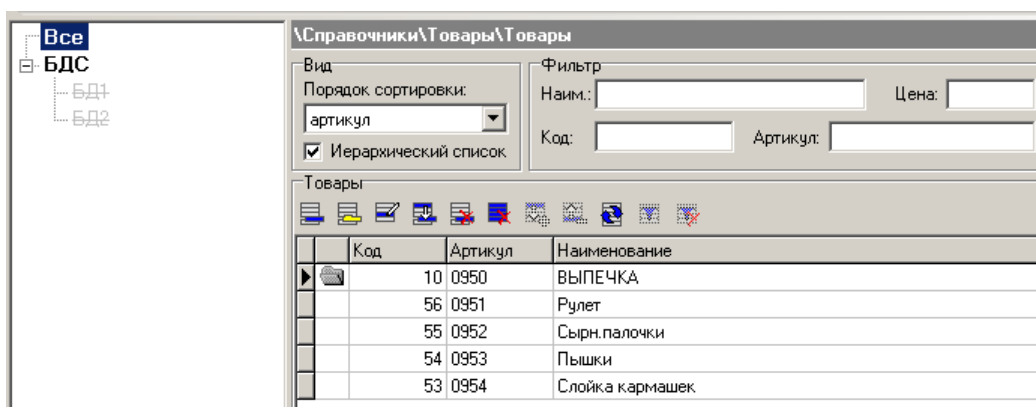 Все
БДС
БД1
БД2
\Справочники\Товары\Товары
Вид
Порядок сортировки:
артикул
Иерархический список
Фильтр
Наим.:
Цена:
Код:
Артикул:
Товары
Код Артикул Наименование
10 0950 ВЫПЕЧКА
56 0951 Рулет
55 0952 Сырн.палочки
54 0953 Пышки
53 0954 Слойка кармашек